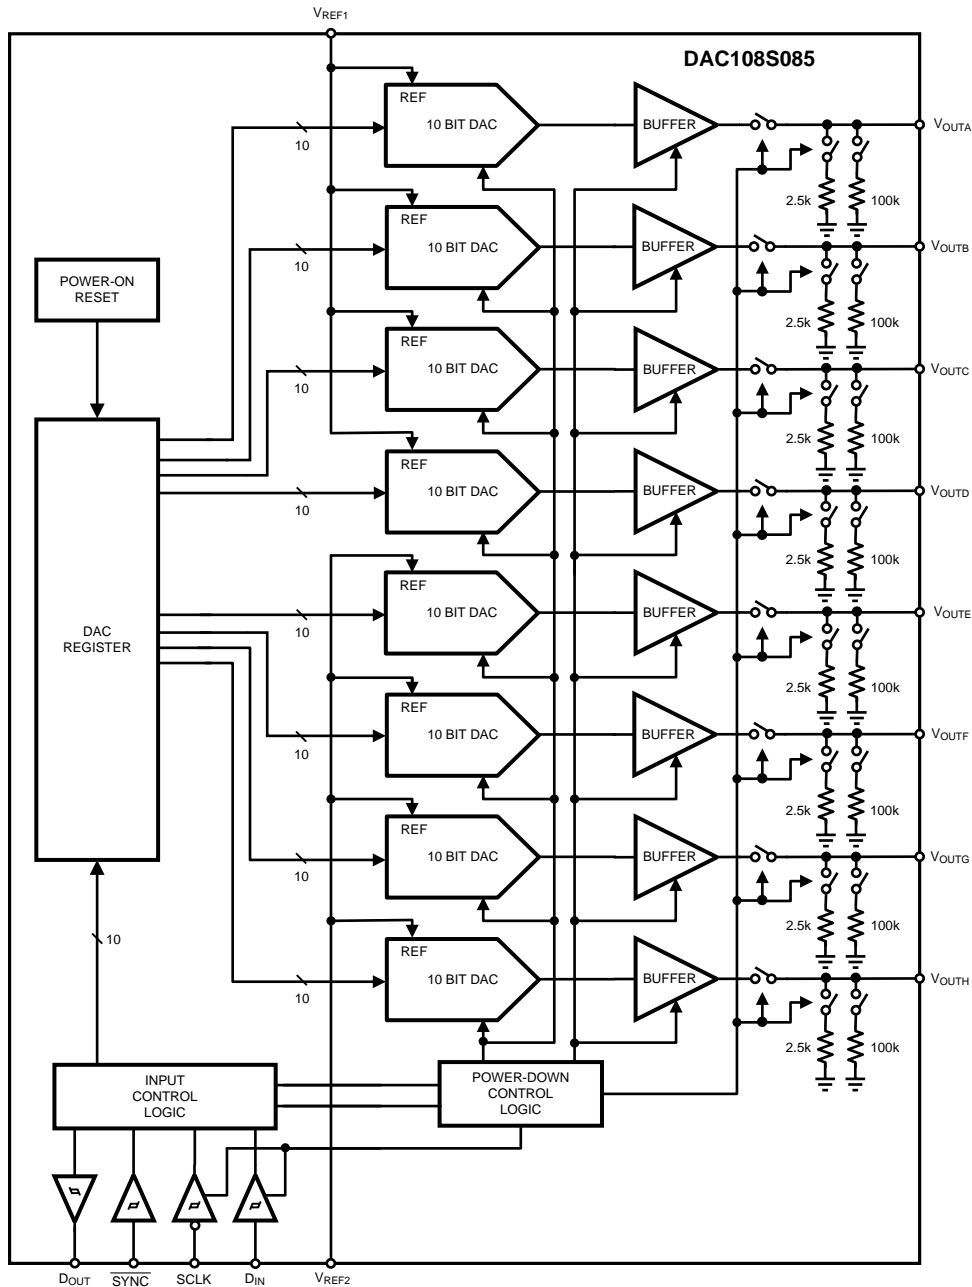 VREF1
DAC108S085
REF
10 BIT DAC
BUFFER
VOUTA
10
2.5k
100k
REF
10 BIT DAC
BUFFER
VOUTB
10
2.5k
100k
POWER-ON
RESET
REF
10 BIT DAC
BUFFER
VOUTC
10
2.5k
100k
REF
10 BIT DAC
BUFFER
VOUTD
10
2.5k
100k
DAC
REGISTER
REF
10 BIT DAC
BUFFER
VOUTE
10
2.5k
100k
REF
10 BIT DAC
BUFFER
VOUTF
10
2.5k
100k
REF
10 BIT DAC
BUFFER
VOUTG
10
2.5k
100k
10
REF
10 BIT DAC
BUFFER
VOUTH
10
2.5k
100k
INPUT
CONTROL
LOGIC
POWER-DOWN
CONTROL
LOGIC
DOUT
SYNC
SCLK
DIN
VREF2